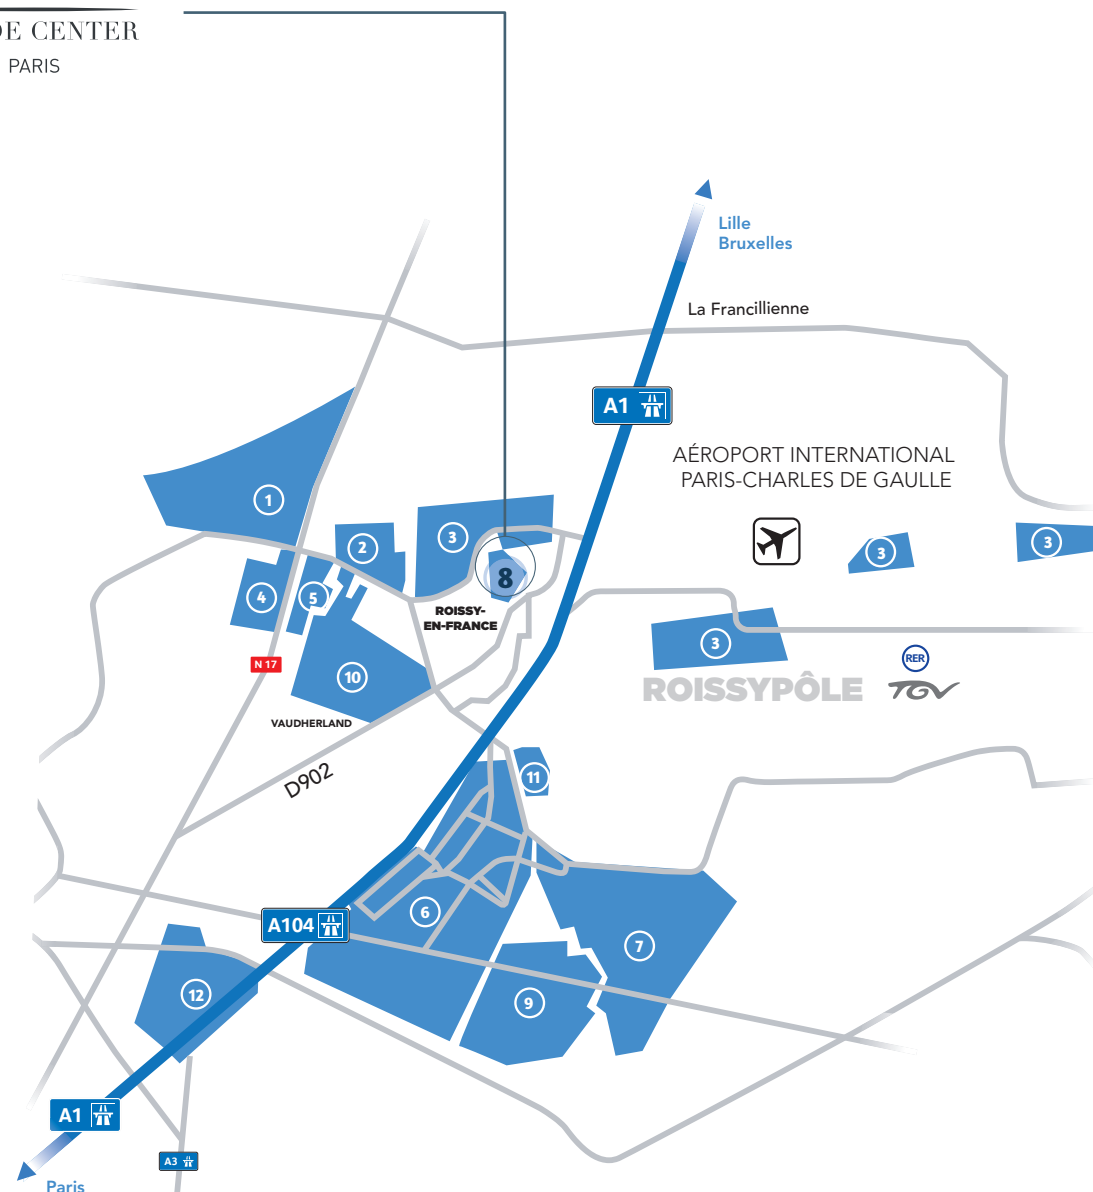 DE CENTER
PARIS
Lille
Bruxelles
La Francillienne
A1
AÉROPORT INTERNATIONAL
PARIS-CHARLES DE GAULLE
1
2
3
3
3
4
5
8
ROISSY-
EN-FRANCE
3
RER
ROISSYPÔLE
TGV
N 17
10
VAUDHERLAND
D902
11
6
A104
7
12
9
A1
A3
Paris